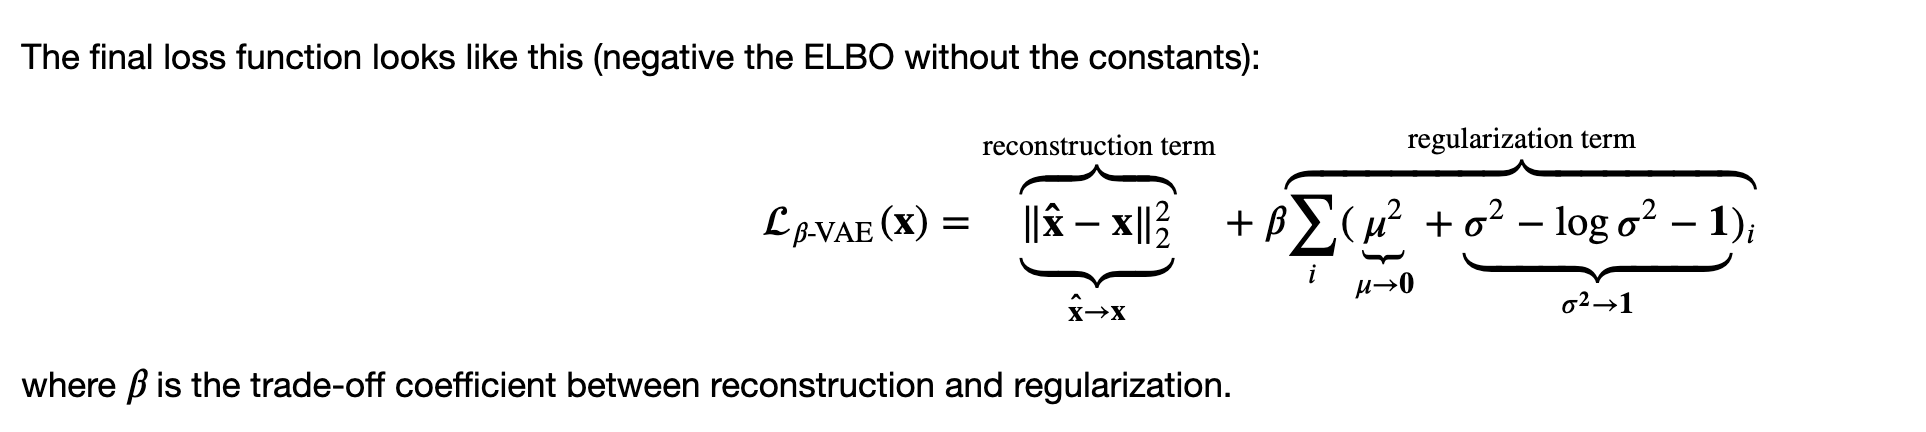 The final loss function looks like this (negative the ELBO without the constants):
reconstruction term
regularization term
ℒ_β-VAE (x) = ||x̂ − x||₂² + β∑_i ( μ² + σ² − log σ² − 1)_i
μ→0
x̂→x
σ²→1
where β is the trade-off coefficient between reconstruction and regularization.